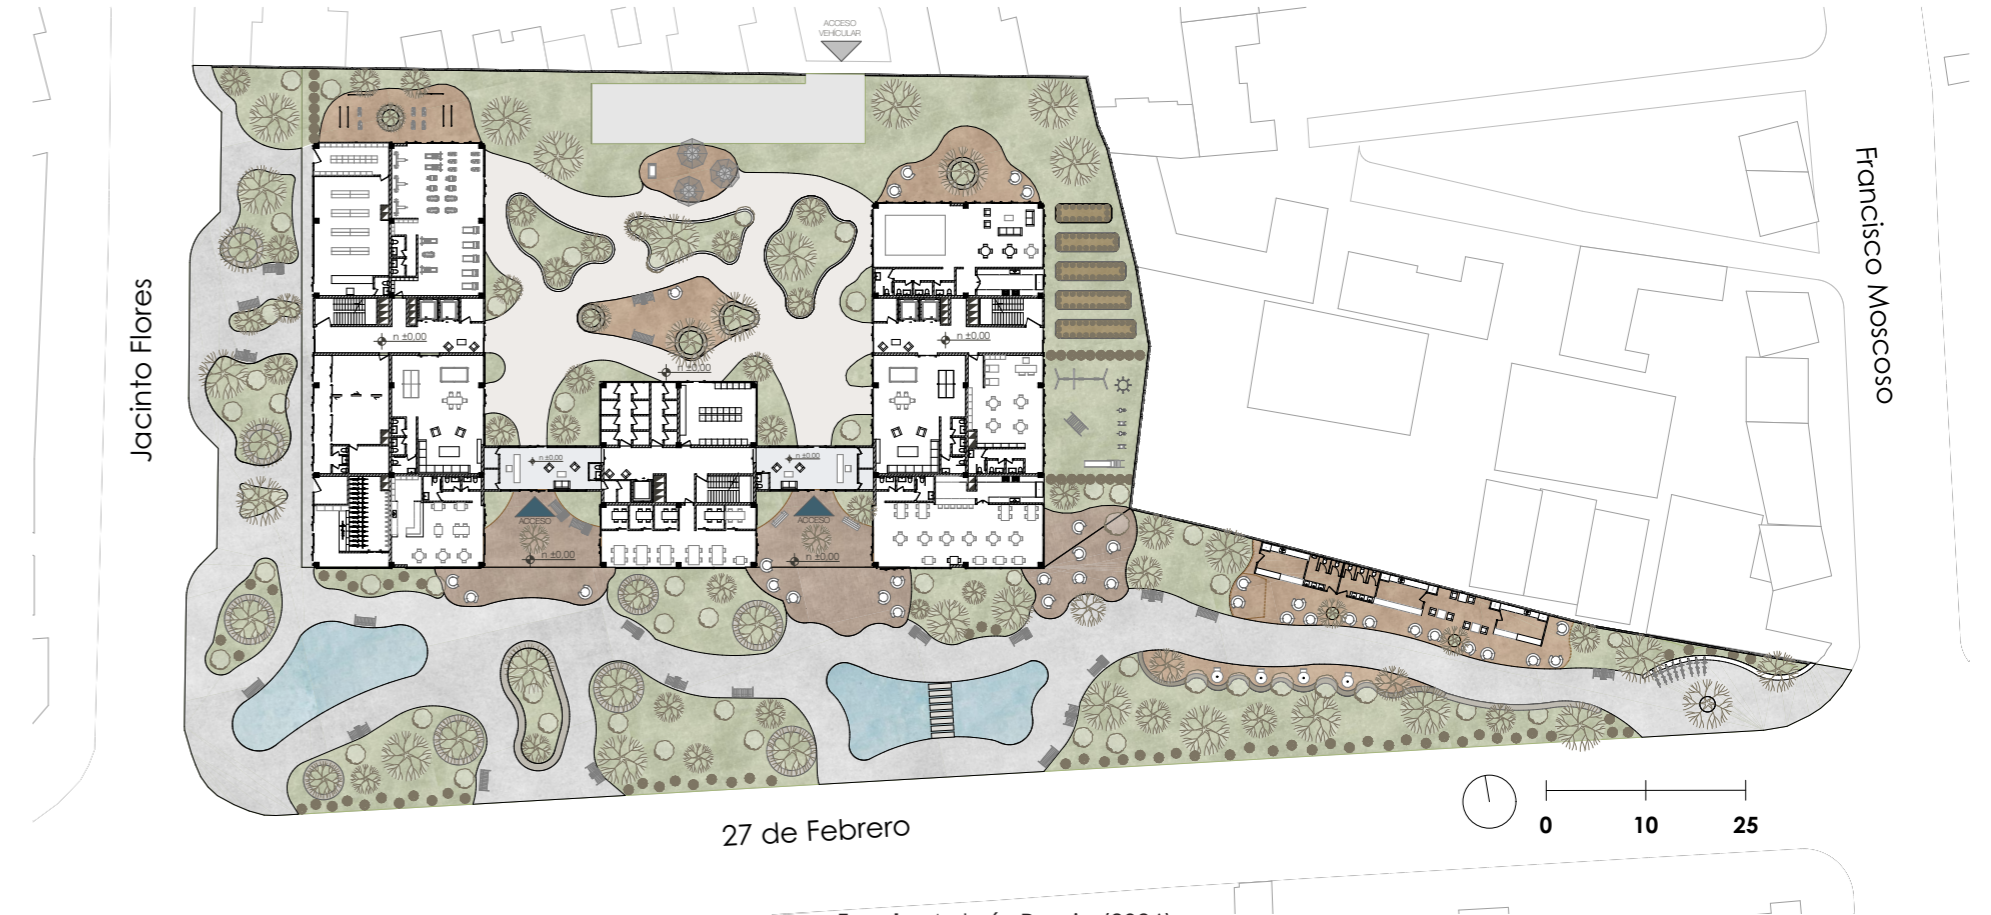 ACCESO
VEHÍCULAR
Jacinto Flores
Francisco Moscoso
n ±0,00
n ±0,00
n ±0,00
n ±0,00
n ±0,00
ACCESO
ACCESO
n ±0,00
n ±0,00
27 de Febrero
0 10 25